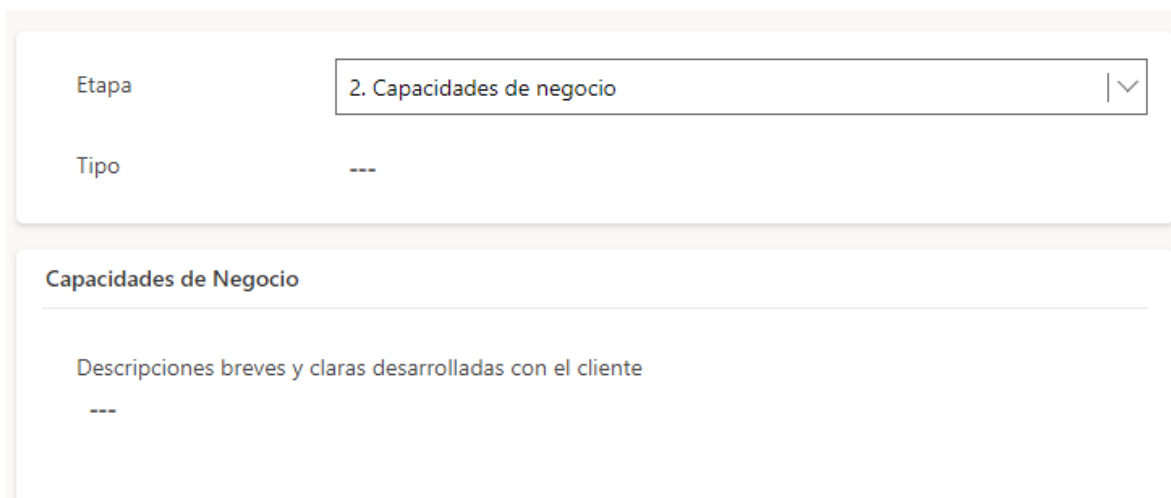 Etapa
2. Capacidades de negocio
Tipo
---
Capacidades de Negocio
Descripciones breves y claras desarrolladas con el cliente
---